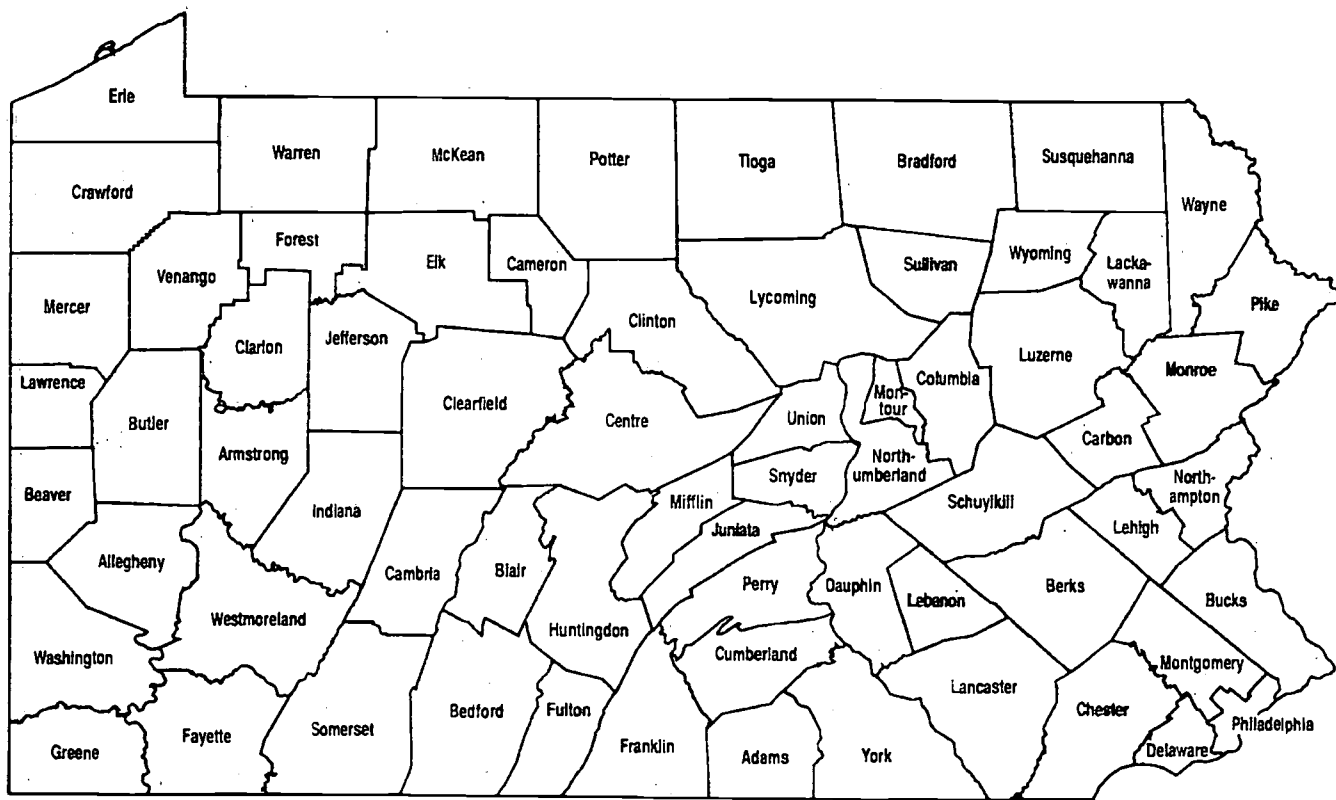 Erie
Warren
McKean
Potter
Tioga
Bradford
Susquehanna
Wayne
Crawford
Forest
Elk
Cameron
Sullivan
Wyoming
Lacka-
wanna
Venango
Mercer
Lycoming
Pike
Clinton
Clarion
Jefferson
Luzerne
Monroe
Lawrence
Columbia
Mon-
tour
Clearfield
Centre
Union
Butler
Armstrong
Carbon
North-
umberland
Snyder
North-
ampton
Beaver
Indiana
Mifflin
Schuylkill
Lehigh
Juniata
Allegheny
Cambria
Blair
Perry
Dauphin
Lebanon
Berks
Bucks
Westmoreland
Huntingdon
Cumberland
Washington
Montgomery
Lancaster
Chester
Philadelphia
Greene
Fayette
Somerset
Bedford
Fulton
Franklin
Adams
York
Delaware